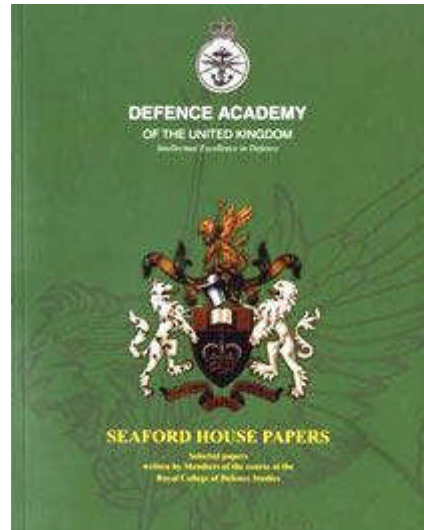 DEFENCE ACADEMY
OF THE UNITED KINGDOM
Intellectual Excellence in Defence
SEAFORD HOUSE PAPERS
Selected papers
written by Members of the course at the
Royal College of Defence Studies